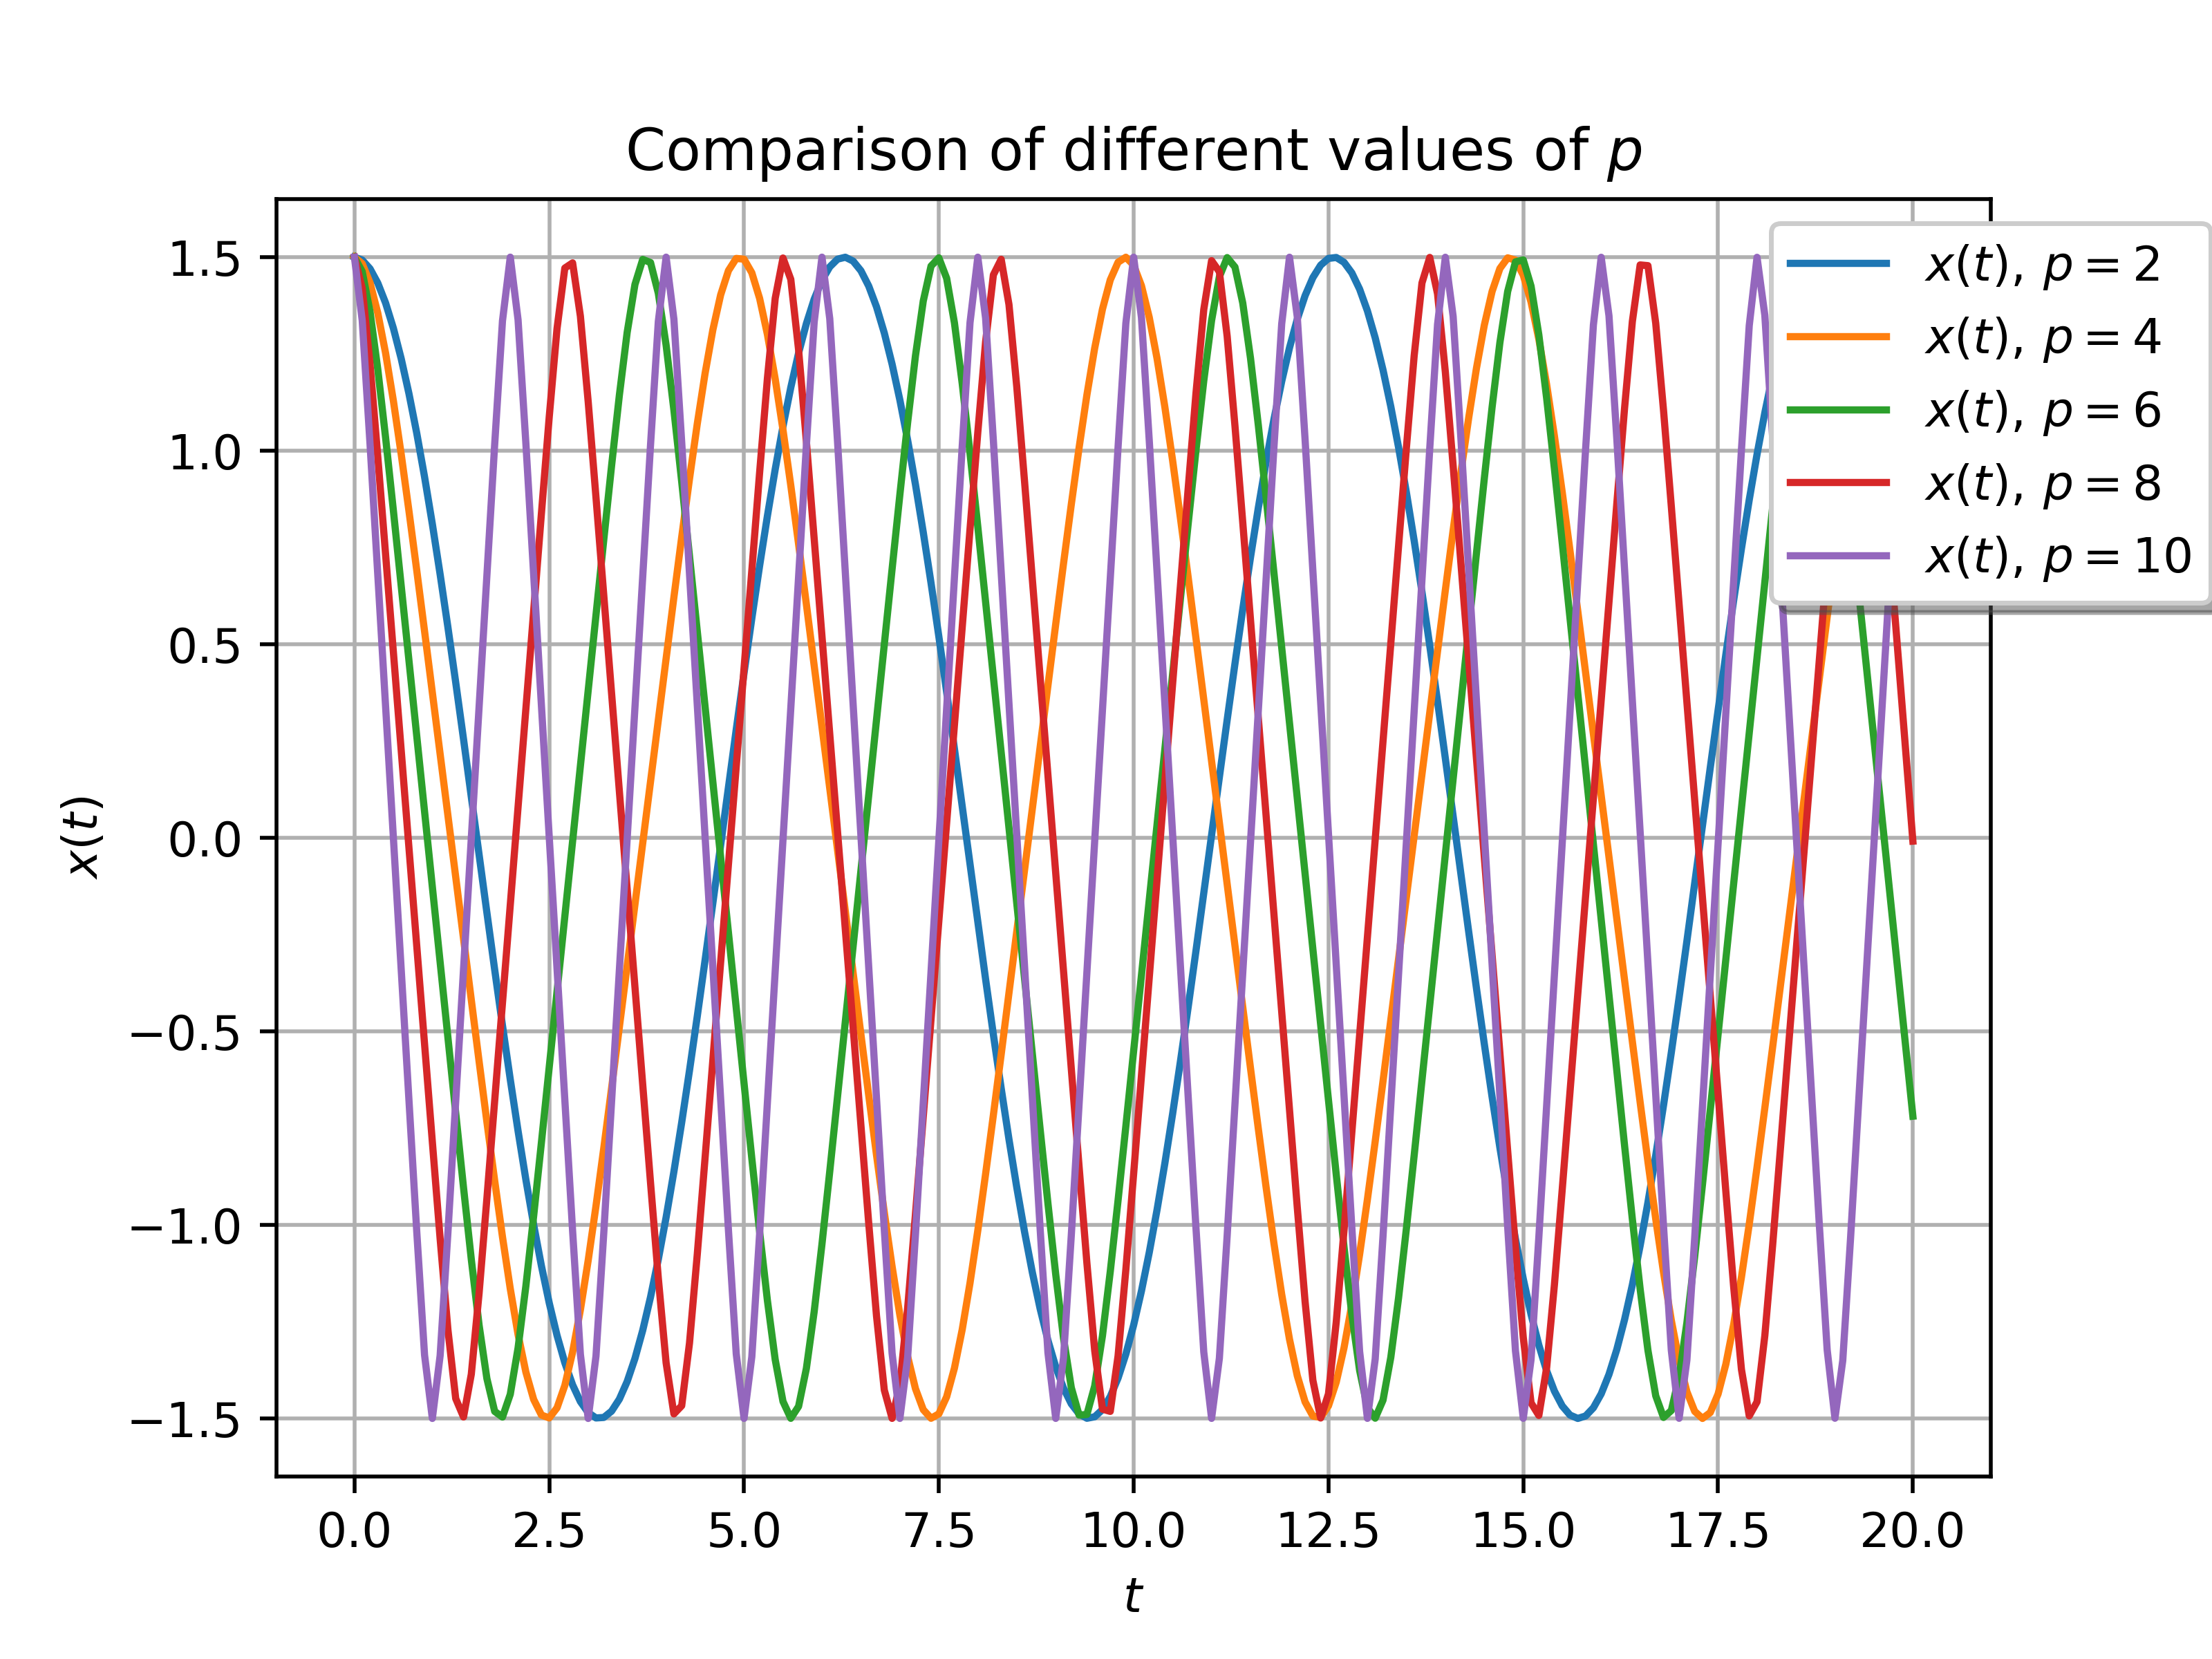 Comparison of different values of p
1.5
1.0
0.5
0.0
−0.5
−1.0
−1.5
x(t)
x(t), p = 2
x(t), p = 4
x(t), p = 6
x(t), p = 8
x(t), p = 10
0.0 2.5 5.0 7.5 10.0 12.5 15.0 17.5 20.0
t